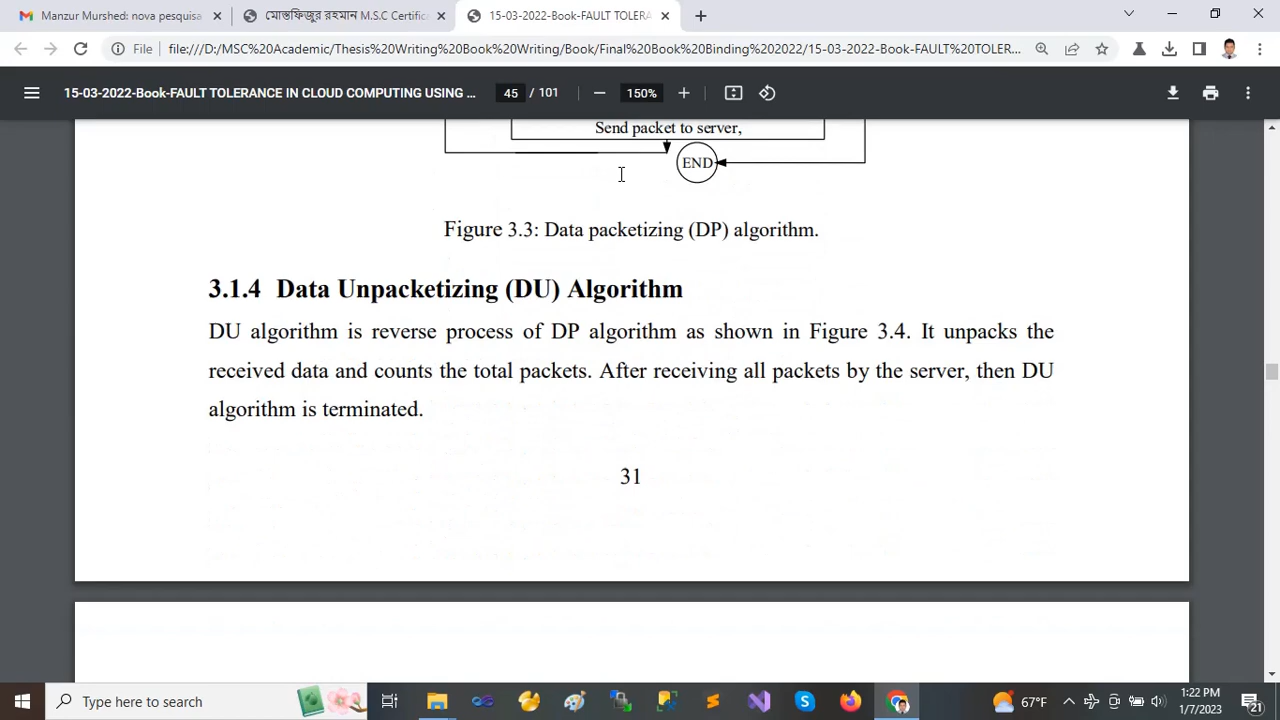 Manzur Murshed: nova pesquisa
মোস্তফিজুর রহমান M.S.C Certifica
15-03-2022-Book-FAULT TOLERA
File
file:///D:/MSC%20Academic/Thesis%20Writing%20Book%20Writing/Book/Final%20Book%20Binding%202022/15-03-2022-Book-FAULT%20TOLER...
15-03-2022-Book-FAULT TOLERANCE IN CLOUD COMPUTING USING ...
45 / 101
150%
Send packet to server,
END
Figure 3.3: Data packetizing (DP) algorithm.
3.1.4 Data Unpacketizing (DU) Algorithm
DU algorithm is reverse process of DP algorithm as shown in Figure 3.4. It unpacks the
received data and counts the total packets. After receiving all packets by the server, then DU
algorithm is terminated.
31
Type here to search
67°F
1:22 PM
1/7/2023
21